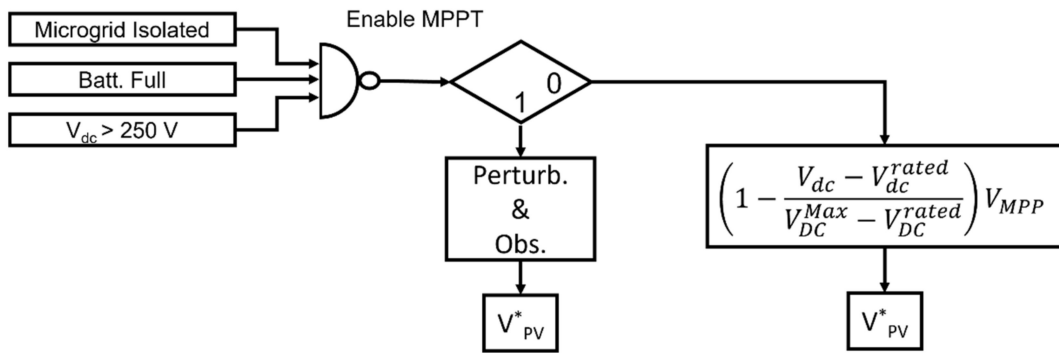 Enable MPPT
Microgrid Isolated
Batt. Full
V_dc > 250 V
0
1
Perturb.
&
Obs.
(1 − (V_dc − V_dc^rated) / (V_DC^Max − V_DC^rated)) V_MPP
V*_PV
V*_PV